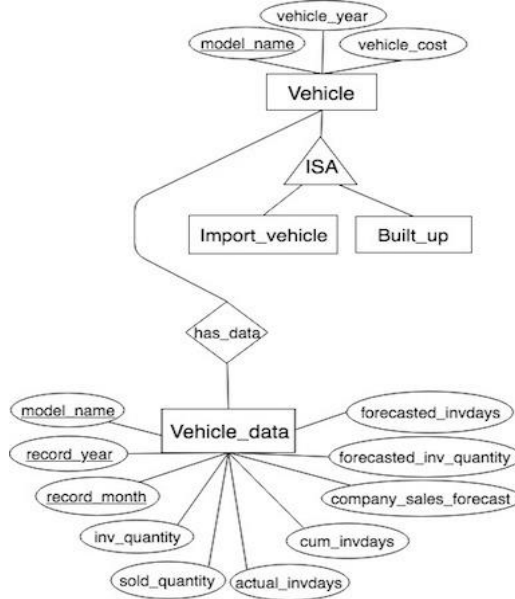 vehicle_year
model_name
vehicle_cost
Vehicle
ISA
Import_vehicle
Built_up
has_data
model_name
forecasted_invdays
Vehicle_data
record_year
forecasted_inv_quantity
record_month
company_sales_forecast
inv_quantity
cum_invdays
sold_quantity
actual_invdays